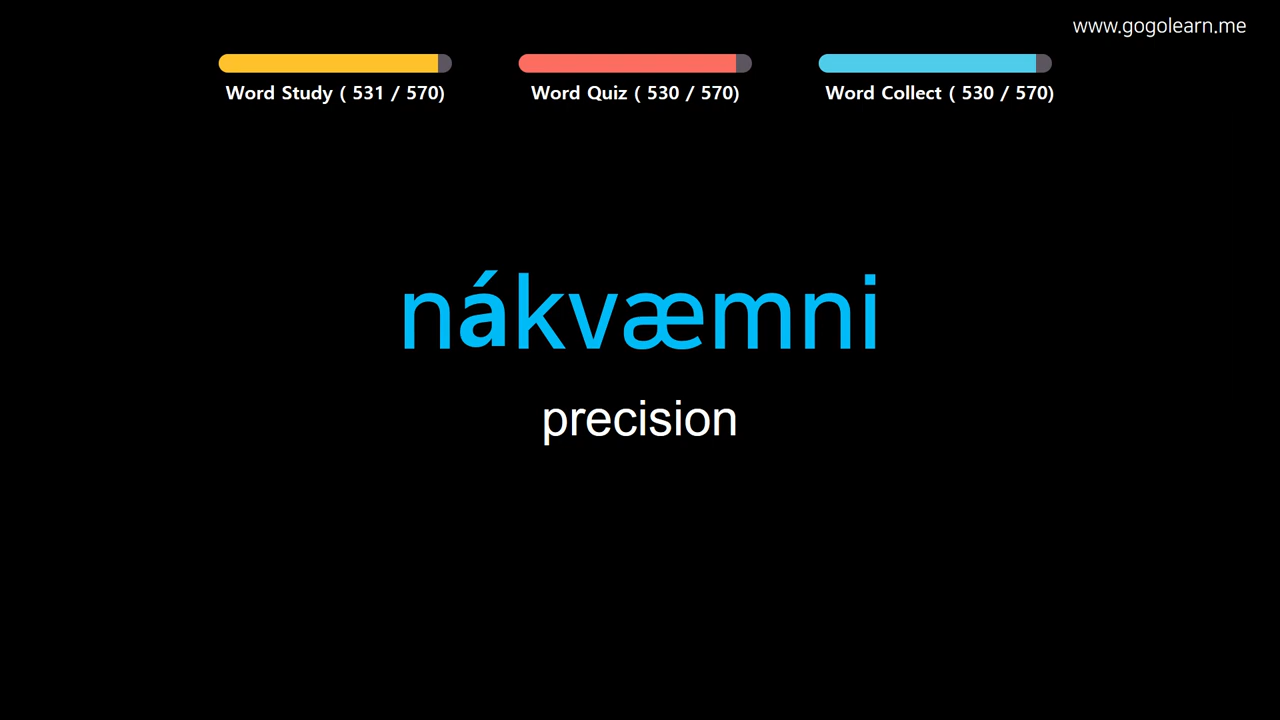 www.gogolearn.me
Word Study ( 531 / 570)
Word Quiz ( 530 / 570)
Word Collect ( 530 / 570)
nákvæmni
precision